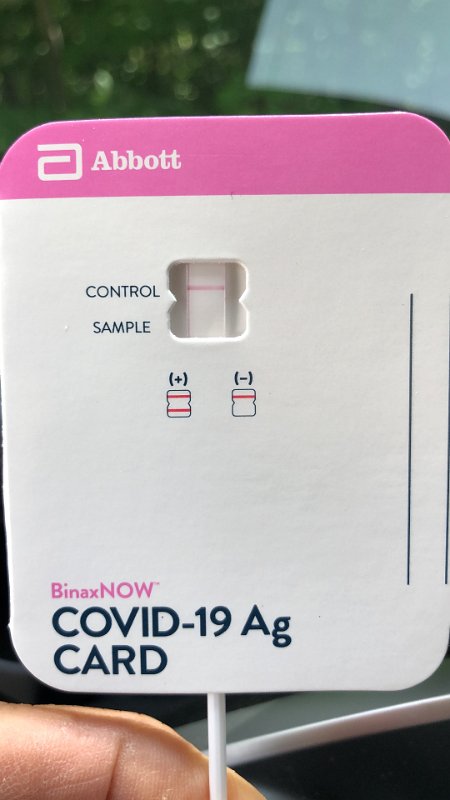 Abbott
CONTROL
SAMPLE
(+) (-)
BinaxNOW™
COVID-19 Ag
CARD